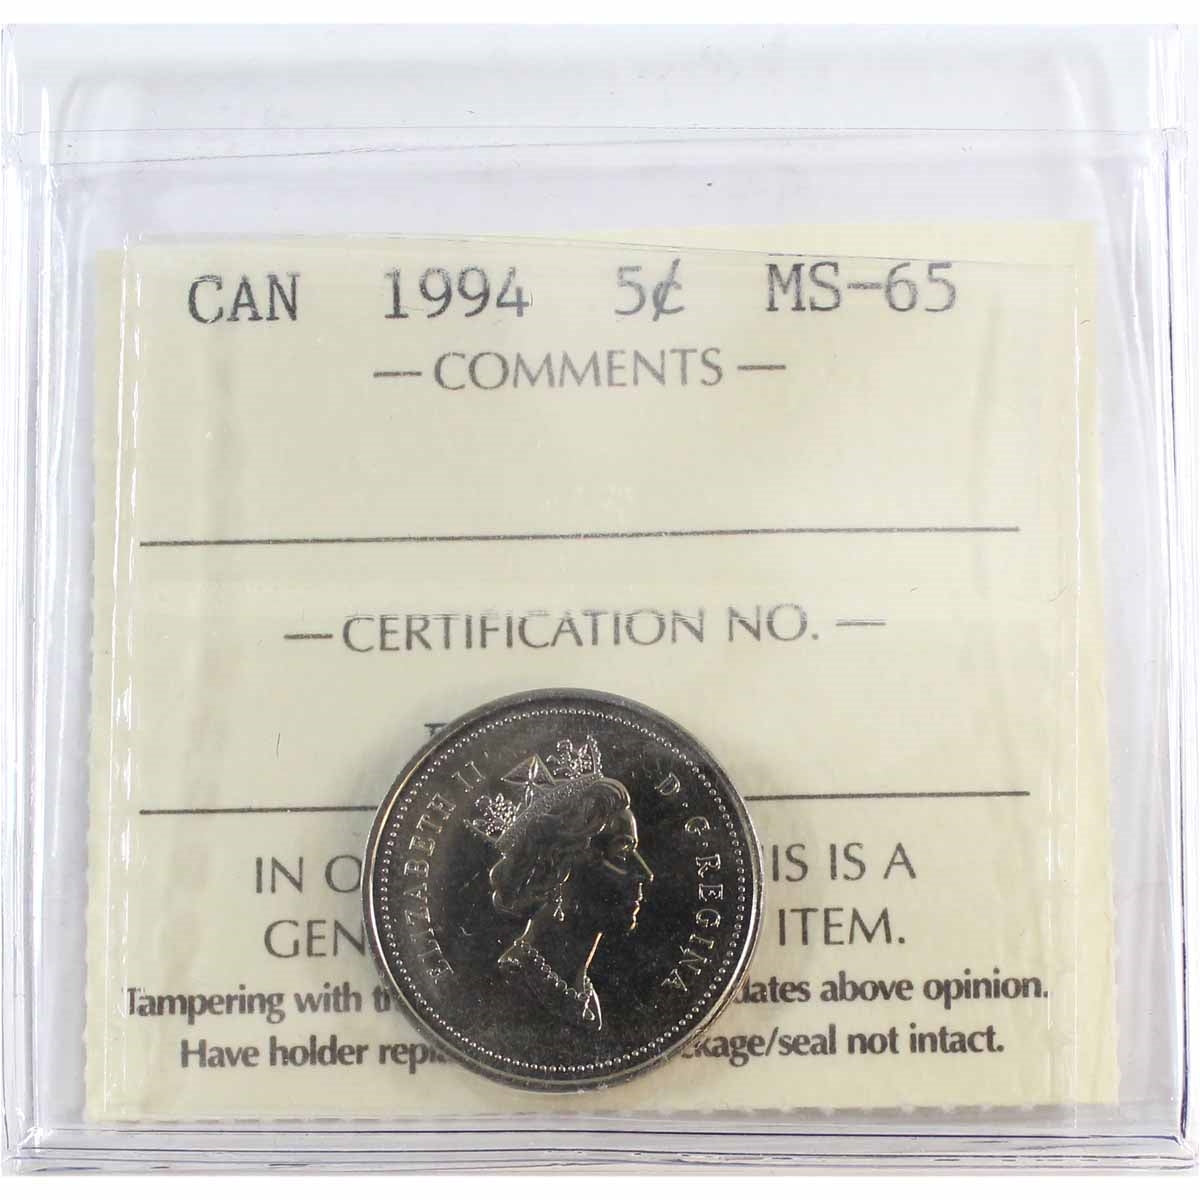 CAN 1994 5¢ MS-65
— COMMENTS —
— CERTIFICATION NO. —
ELIZABETH II D·G·REGINA
IN O IS IS A
GEN ITEM.
Tampering with th dates above opinion.
Have holder repl ckage/seal not intact.